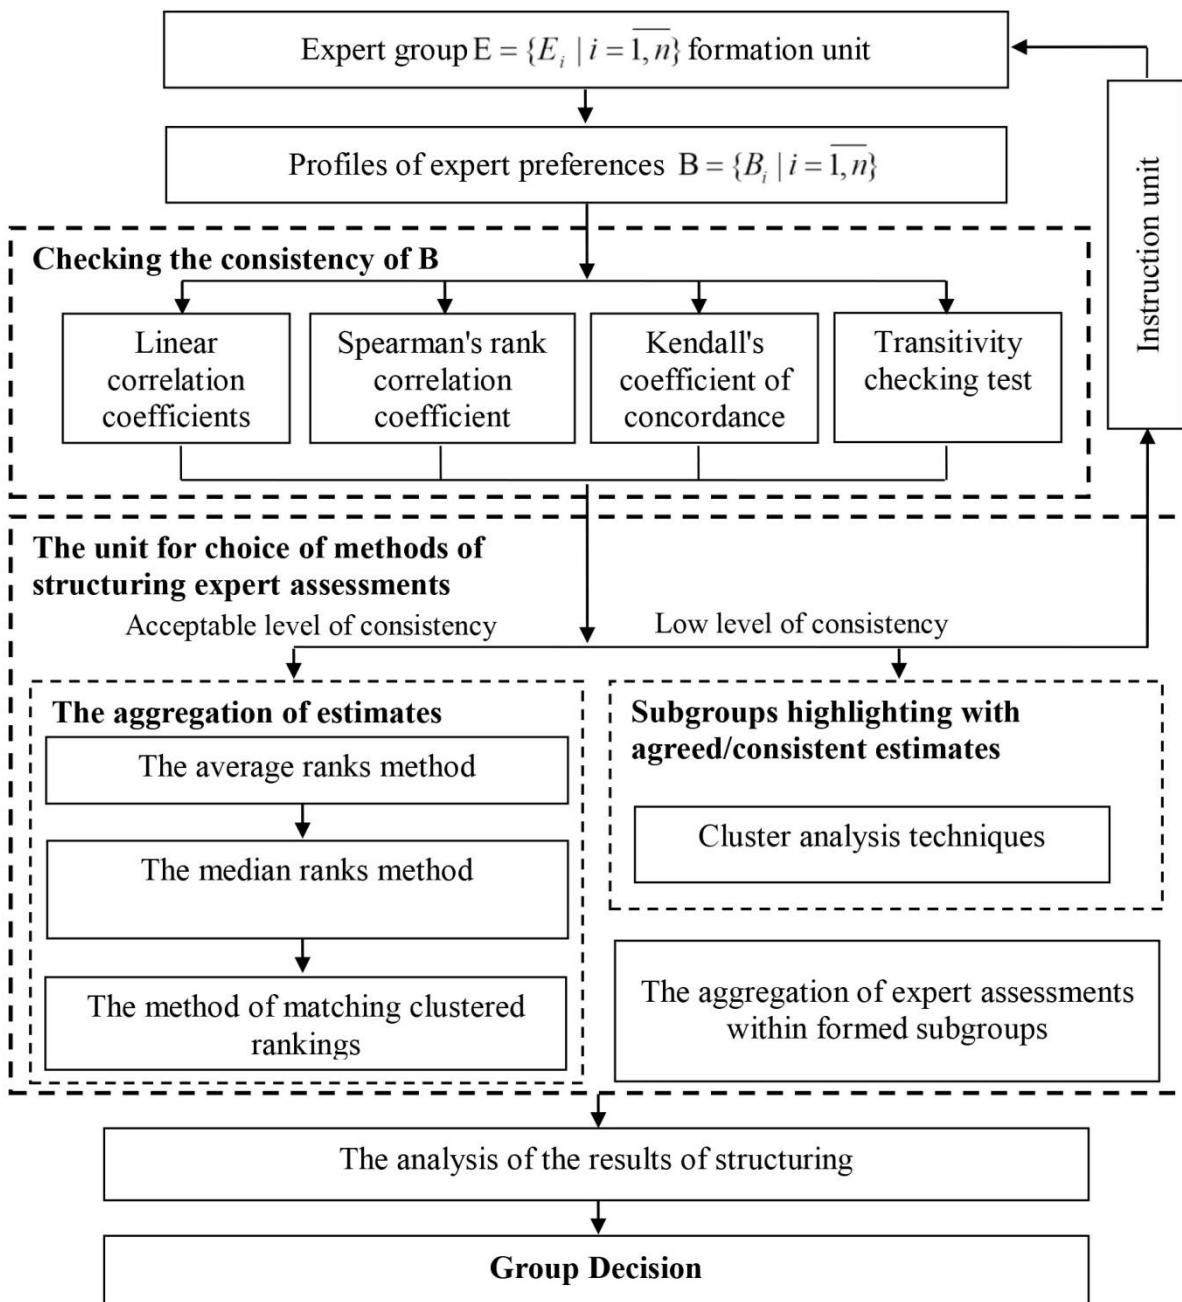 Expert group E = {E_i | i = \overline{1, n}} formation unit
Profiles of expert preferences B = {B_i | i = \overline{1, n}}
Instruction unit
Checking the consistency of B
Linear
correlation
coefficients
Spearman's rank
correlation
coefficient
Kendall's
coefficient of
concordance
Transitivity
checking test
The unit for choice of methods of
structuring expert assessments
Acceptable level of consistency
Low level of consistency
The aggregation of estimates
The average ranks method
The median ranks method
The method of matching clustered
rankings
Subgroups highlighting with
agreed/consistent estimates
Cluster analysis techniques
The aggregation of expert assessments
within formed subgroups
The analysis of the results of structuring
Group Decision